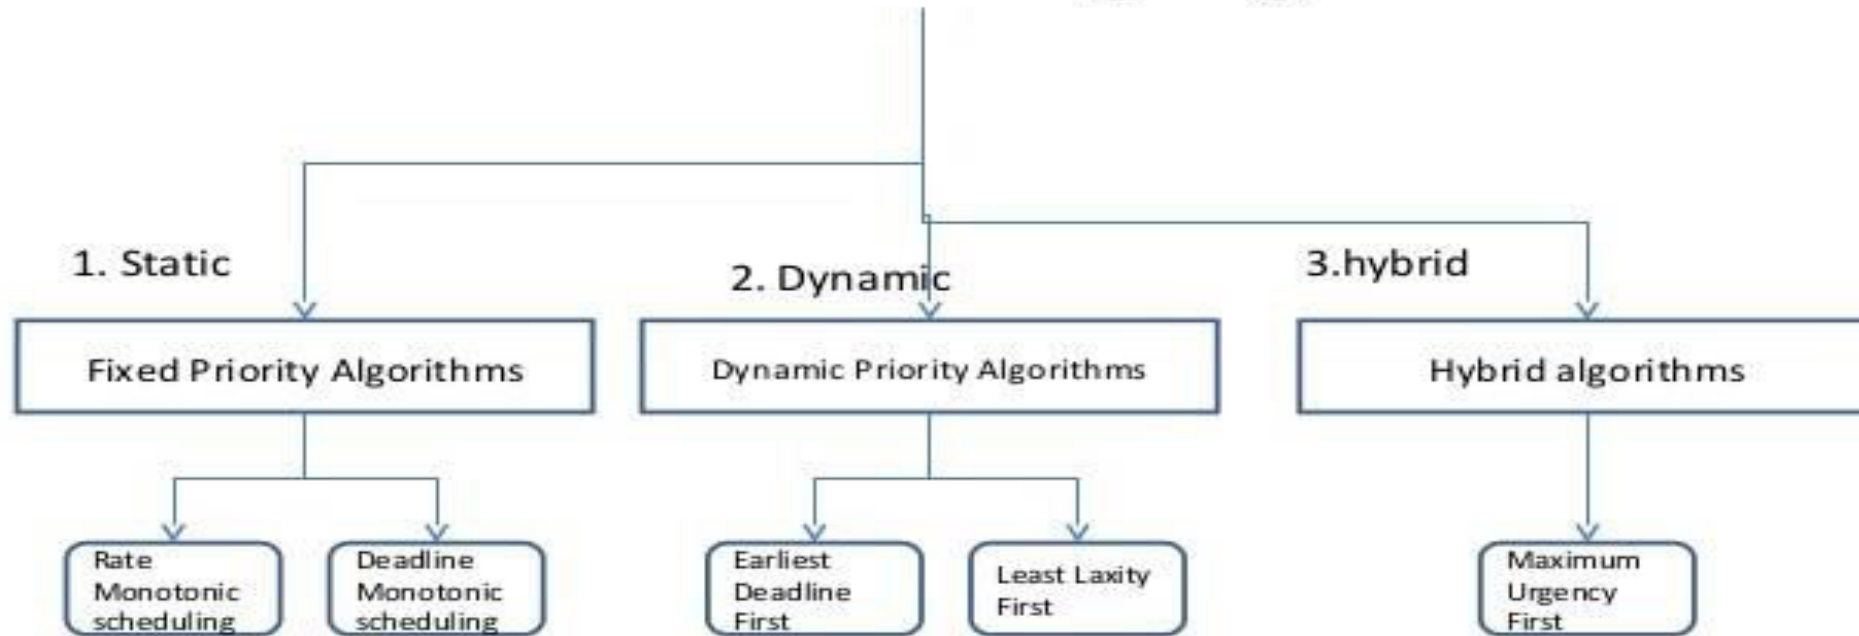 1. Static
2. Dynamic
3.hybrid
Fixed Priority Algorithms
Dynamic Priority Algorithms
Hybrid algorithms
Rate
Monotonic
scheduling
Deadline
Monotonic
scheduling
Earliest
Deadline
First
Least Laxity
First
Maximum
Urgency
First